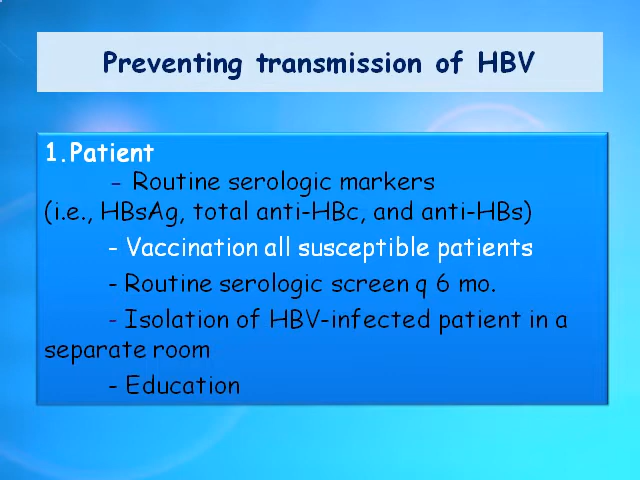 Preventing transmission of HBV
1.Patient
- Routine serologic markers
(i.e., HBsAg, total anti-HBc, and anti-HBs)
- Vaccination all susceptible patients
- Routine serologic screen q 6 mo.
- Isolation of HBV-infected patient in a
separate room
- Education